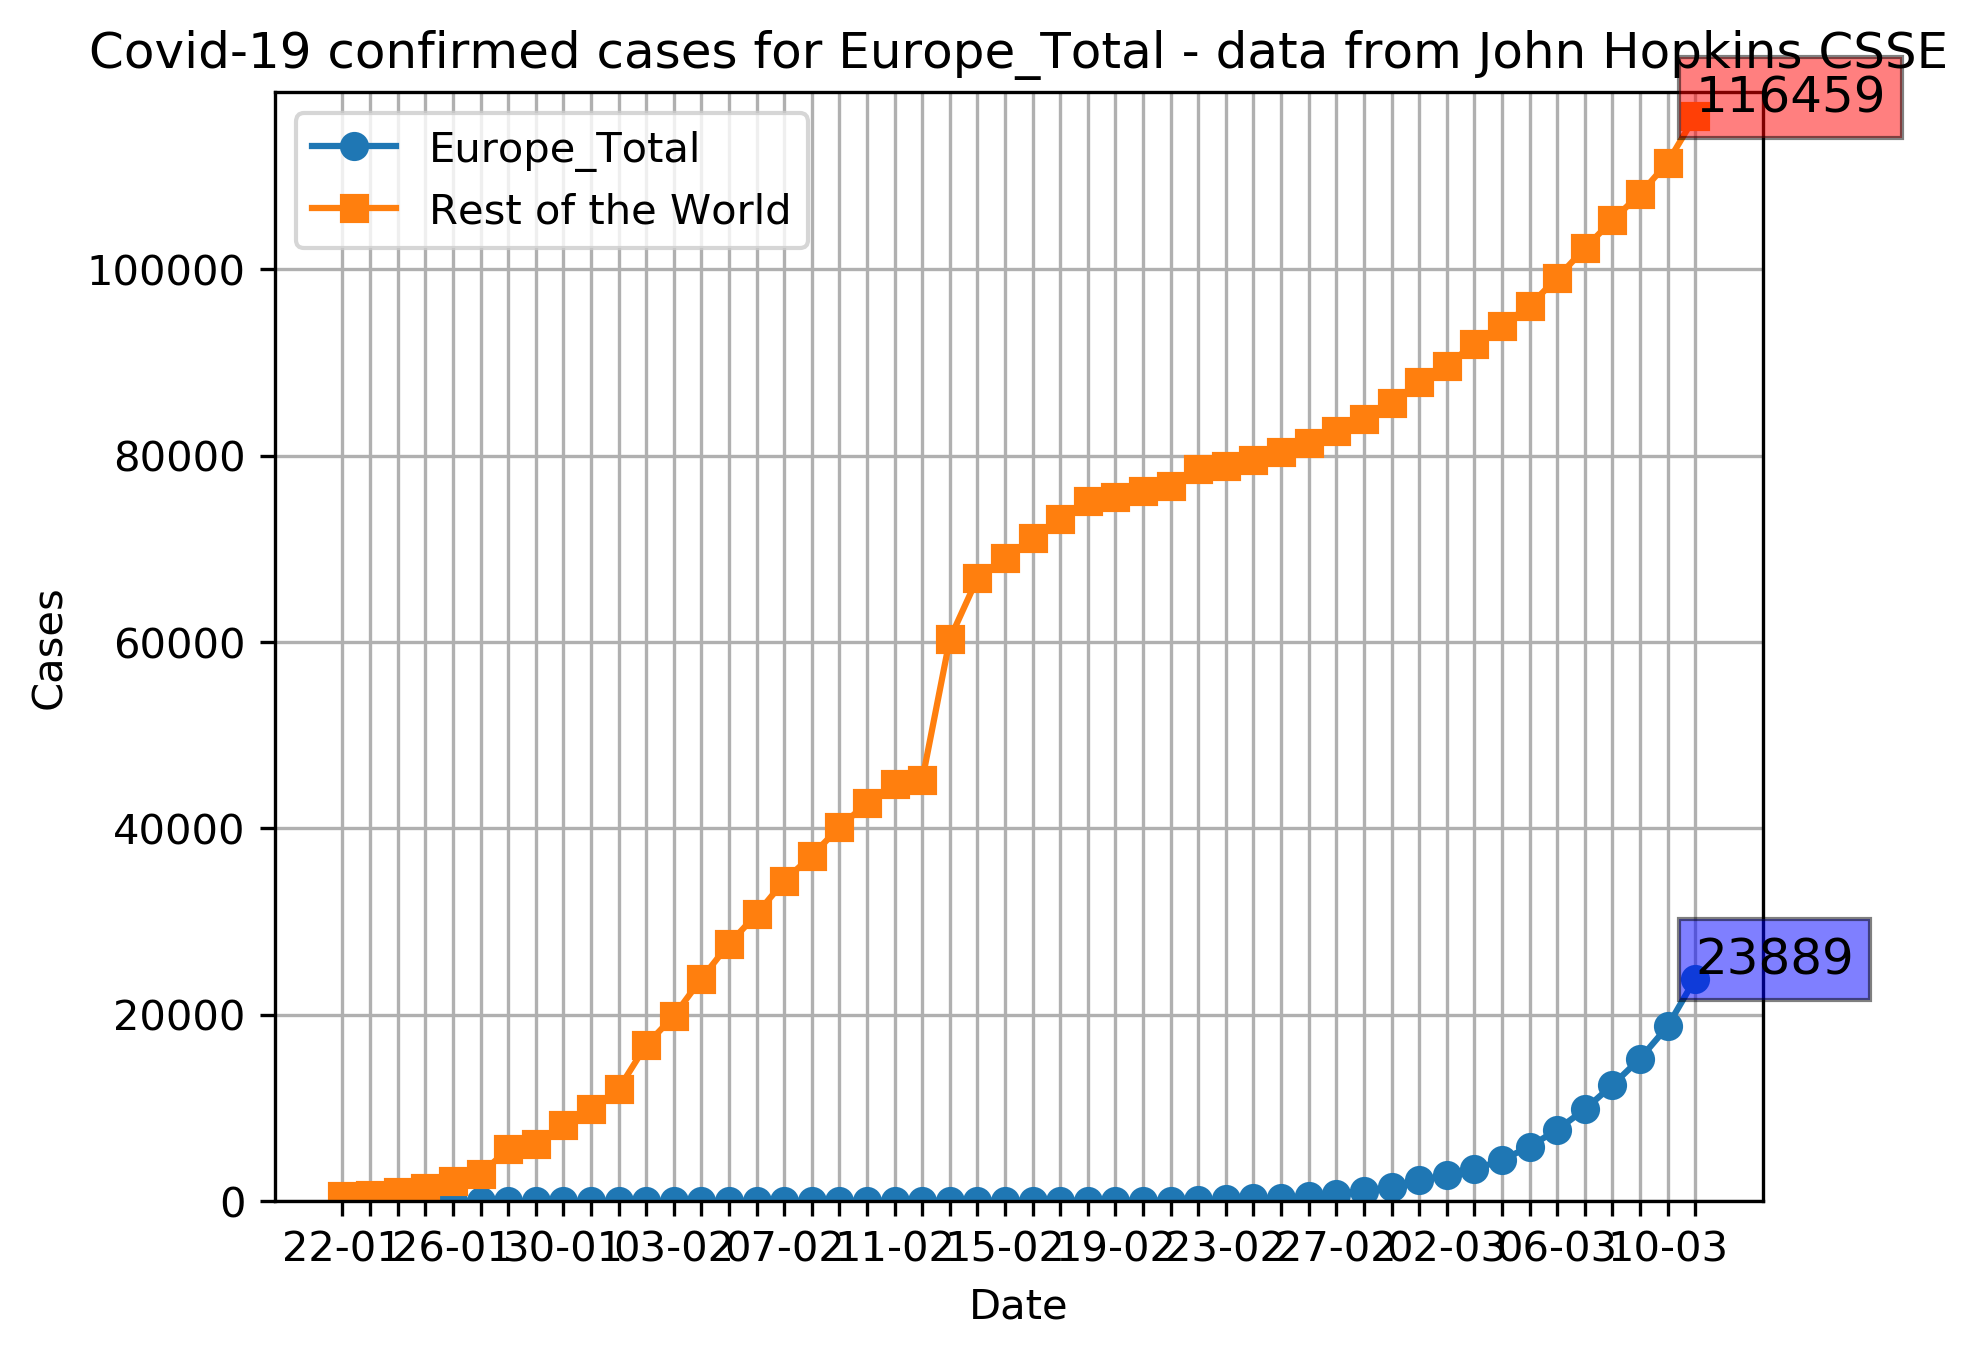 Covid-19 confirmed cases for Europe_Total - data from John Hopkins CSSE
116459
Europe_Total
Rest of the World
100000
80000
60000
40000
20000
0
Cases
23889
22-01 26-01 30-01 03-02 07-02 11-02 15-02 19-02 23-02 27-02 02-03 06-03 10-03
Date